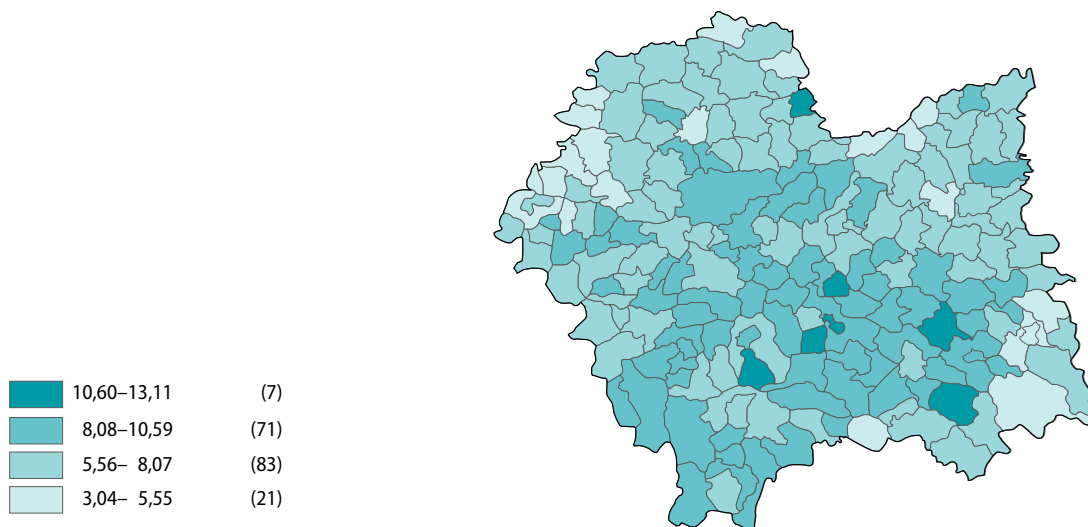 10,60–13,11 (7)
8,08–10,59 (71)
5,56– 8,07 (83)
3,04– 5,55 (21)